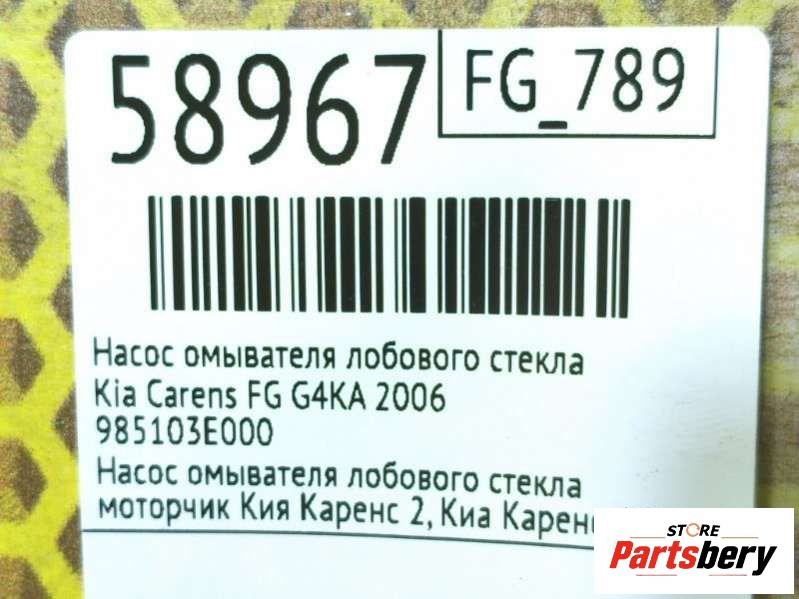 58967
FG_789
Насос омывателя лобового стекла
Kia Carens FG G4KA 2006
985103E000
Насос омывателя лобового стекла
моторчик Кия Каренс 2, Киа
STORE
Partsbery